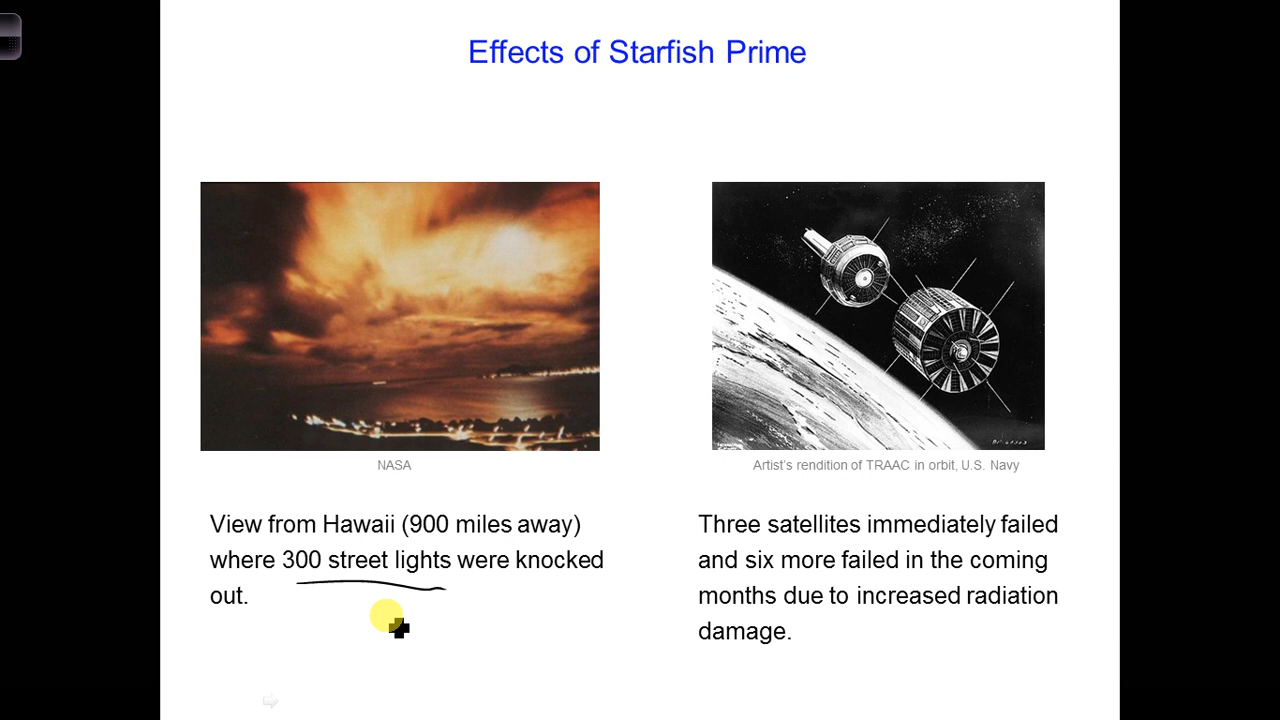 Effects of Starfish Prime
NASA
Artist's rendition of TRAAC in orbit, U.S. Navy
View from Hawaii (900 miles away)
where 300 street lights were knocked
out.
Three satellites immediately failed
and six more failed in the coming
months due to increased radiation
damage.